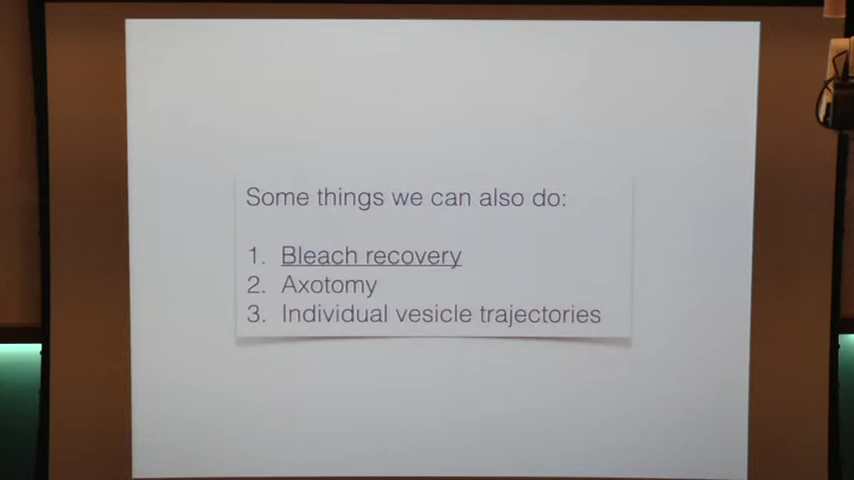 Some things we can also do:
1. Bleach recovery
2. Axotomy
3. Individual vesicle trajectories